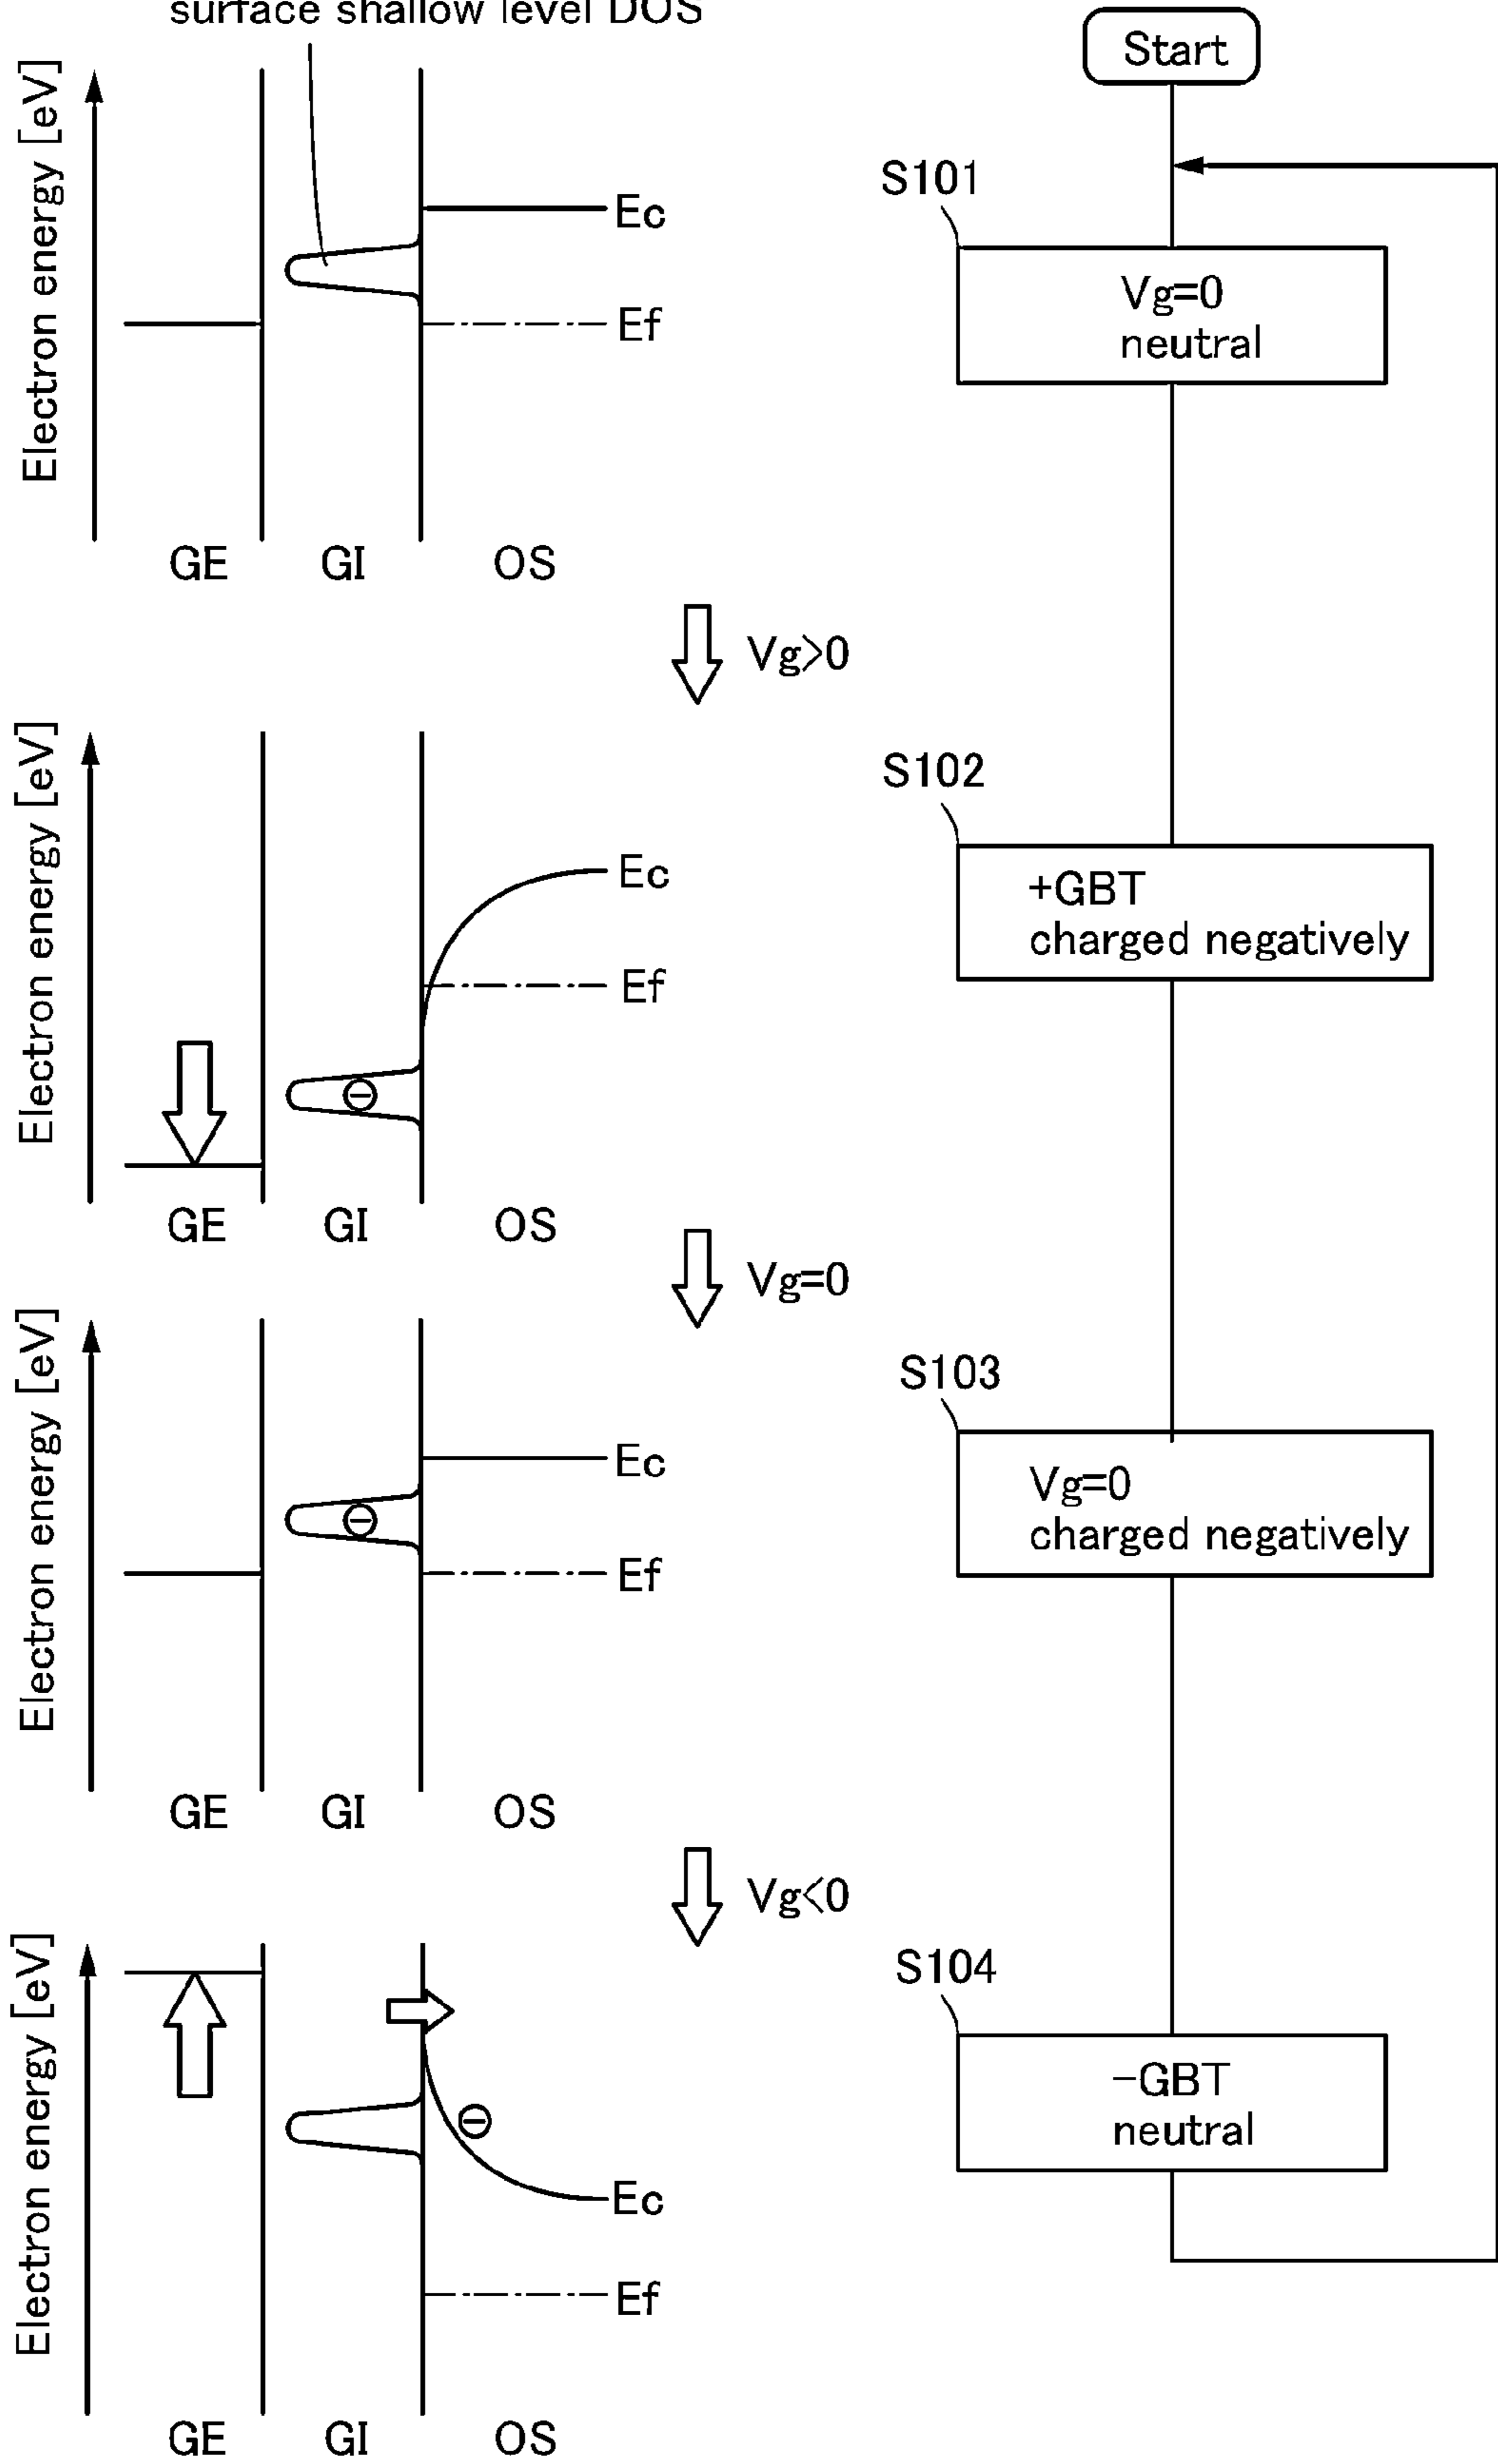 surface shallow level DOS
Start
Electron energy [eV]
S101
Ec
Vg=0
neutral
Ef
GE GI OS
Vg>0
Electron energy [eV]
S102
Ec
+GBT
charged negatively
Ef
⊖
GE GI OS
Vg=0
Electron energy [eV]
S103
Ec
Vg=0
charged negatively
⊖
Ef
GE GI OS
Vg<0
Electron energy [eV]
S104
−GBT
neutral
⊖
Ec
Ef
GE GI OS